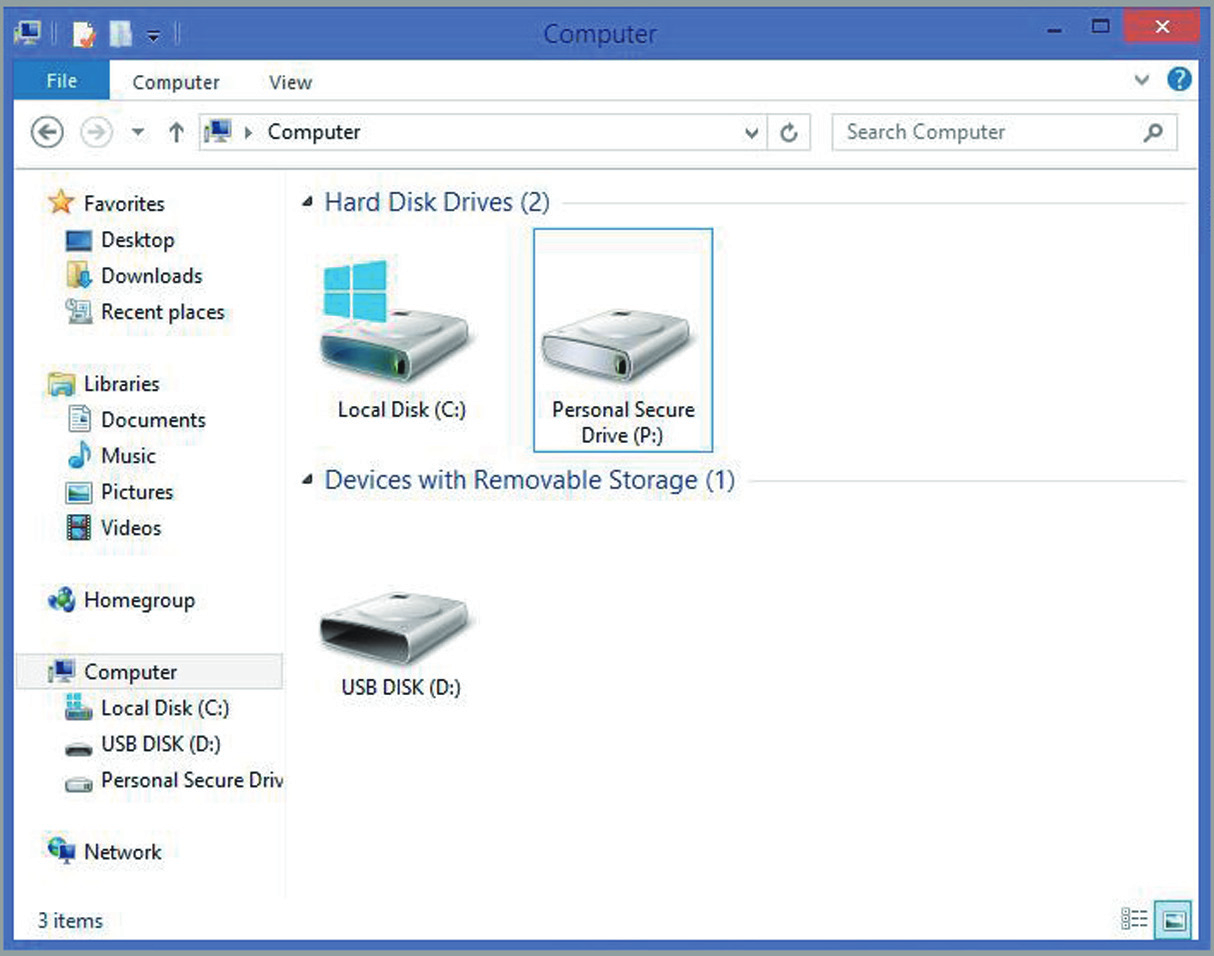 Computer
File Computer View
Computer
Search Computer
Favorites
Desktop
Downloads
Recent places
Libraries
Documents
Music
Pictures
Videos
Homegroup
Computer
Local Disk (C:)
USB DISK (D:)
Personal Secure Driv
Network
Hard Disk Drives (2)
Local Disk (C:)
Personal Secure
Drive (P:)
Devices with Removable Storage (1)
USB DISK (D:)
3 items